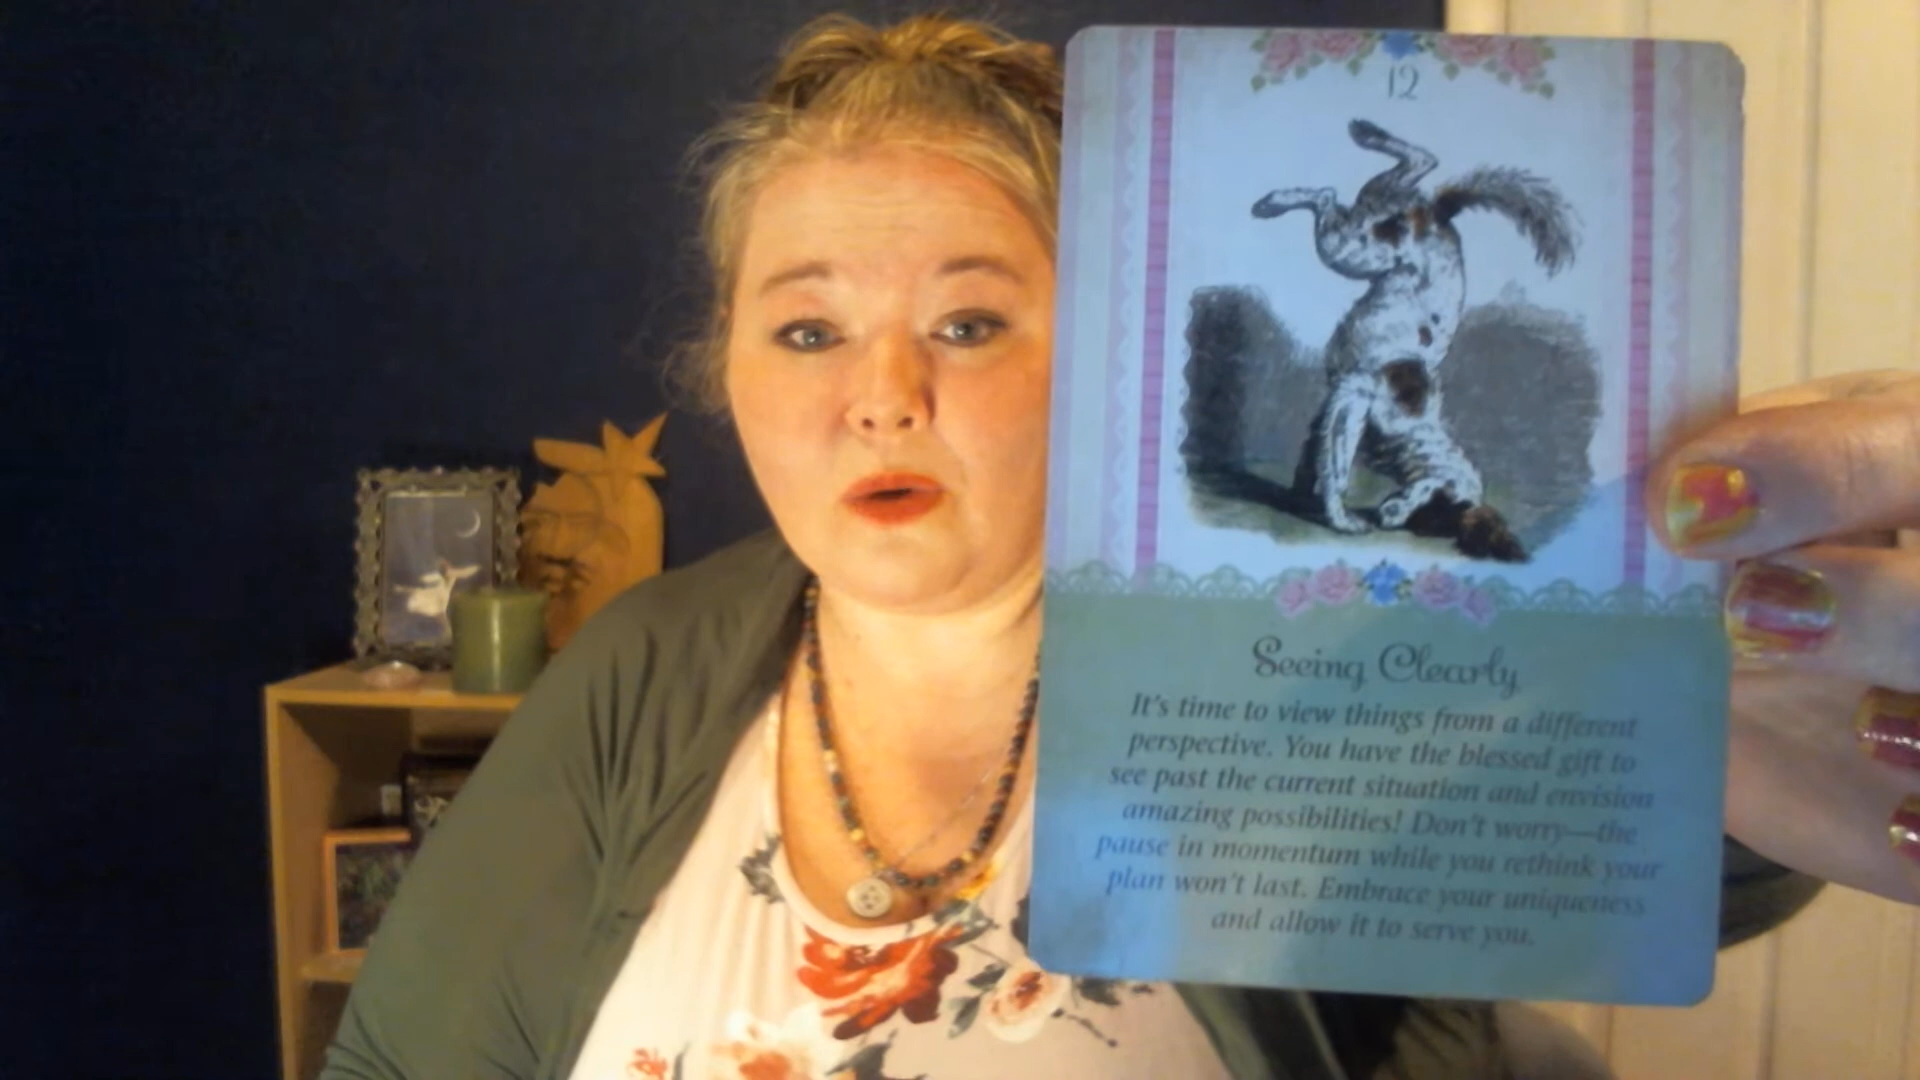 12
Seeing Clearly
It's time to view things from a different
perspective. You have the blessed gift to
see past the current situation and envision
amazing possibilities! Don't worry—the
pause in momentum while you rethink your
plan won't last. Embrace your uniqueness
and allow it to serve you.